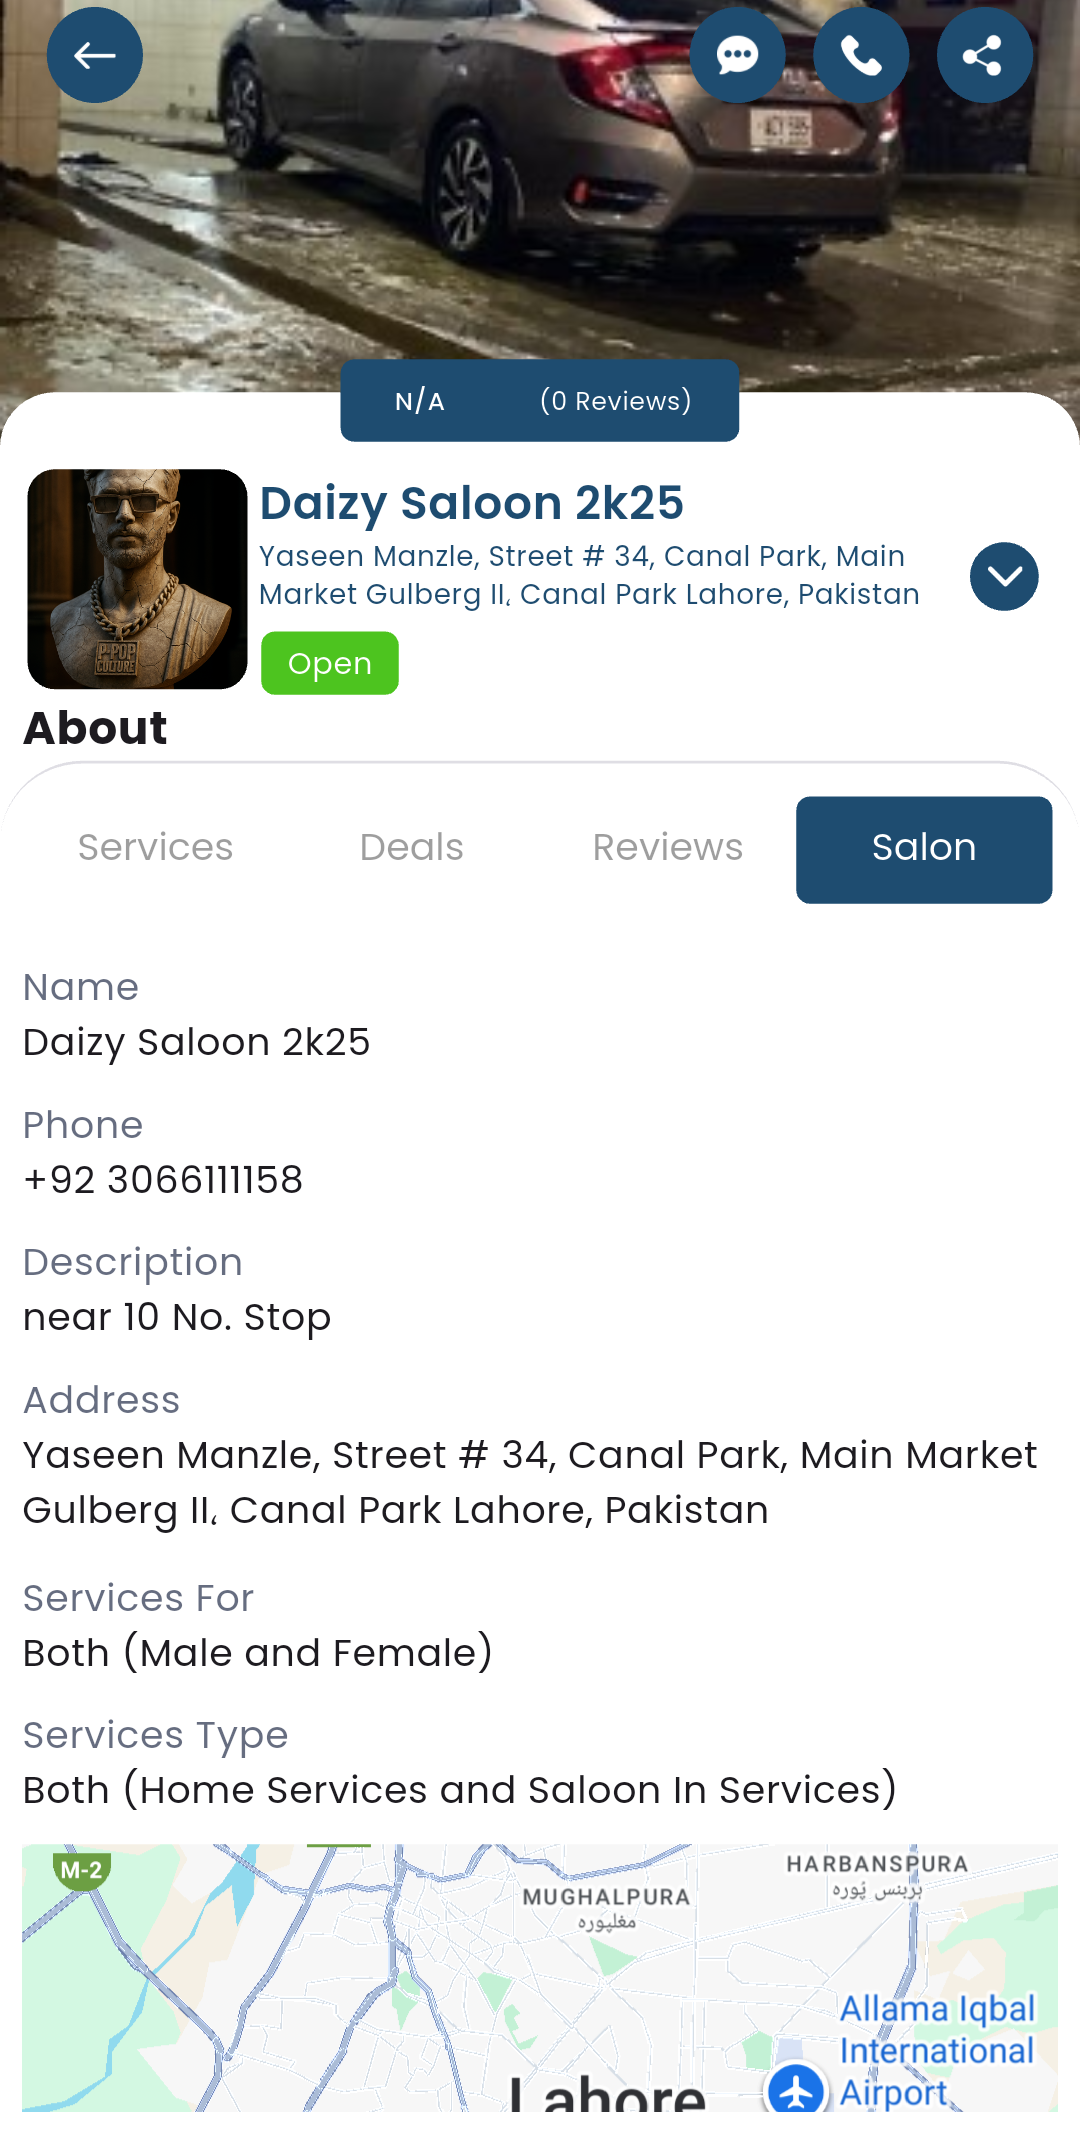 N/A (0 Reviews)
P-POP
CULTURE
Daizy Saloon 2k25
Yaseen Manzle, Street # 34, Canal Park, Main
Market Gulberg II، Canal Park Lahore, Pakistan
Open
About
Services Deals Reviews Salon
Name
Daizy Saloon 2k25
Phone
+92 3066111158
Description
near 10 No. Stop
Address
Yaseen Manzle, Street # 34, Canal Park, Main Market
Gulberg II، Canal Park Lahore, Pakistan
Services For
Both (Male and Female)
Services Type
Both (Home Services and Saloon In Services)
M-2
HARBANSPURA
ہربنس پُورہ
MUGHALPURA
مغلپورہ
Allama Iqbal
International
Airport
Lahore